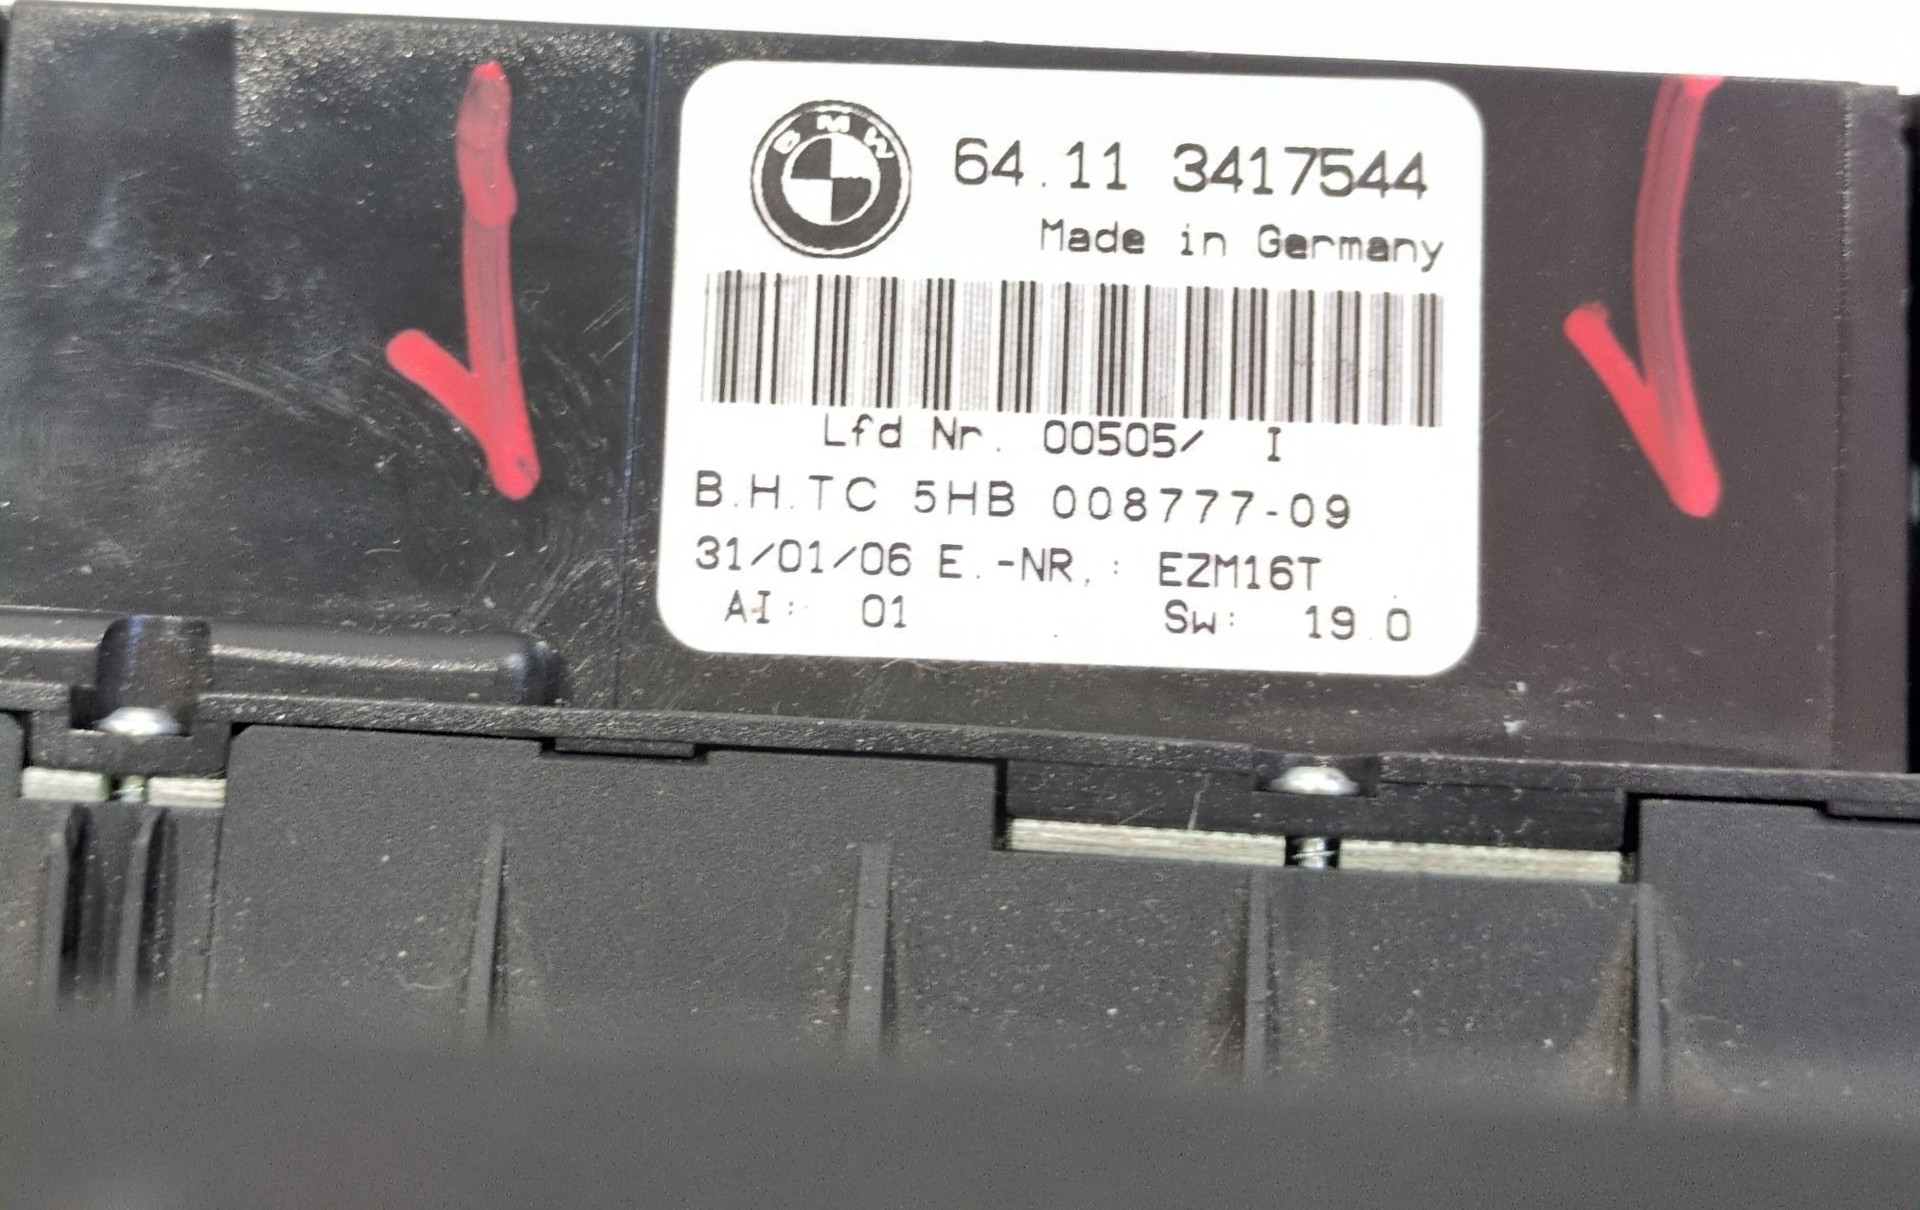 BMW
64.11 3417544
Made in Germany
Lfd Nr. 00505/ I
B.H.TC 5HB 008777-09
31/01/06 E.-NR.: EZM16T
AI: 01 Sw: 19.0